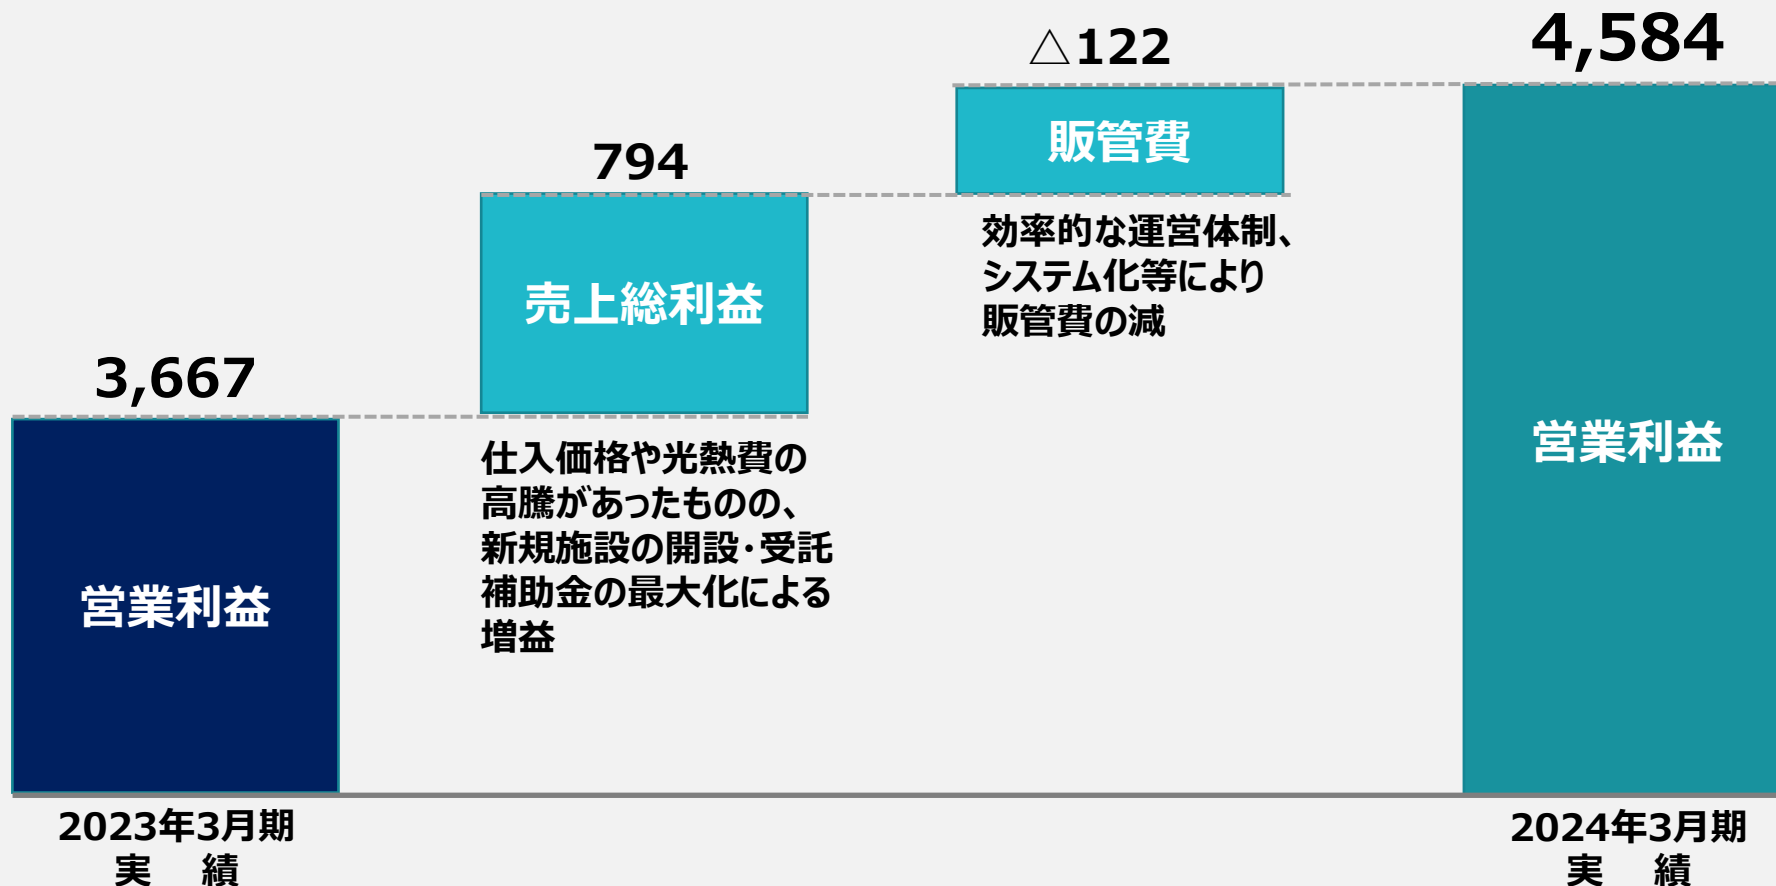 3,667
営業利益
2023年3月期
実 績
794
売上総利益
仕入価格や光熱費の
高騰があったものの、
新規施設の開設・受託
補助金の最大化による
増益
△122
販管費
効率的な運営体制、
システム化等により
販管費の減
4,584
営業利益
2024年3月期
実 績